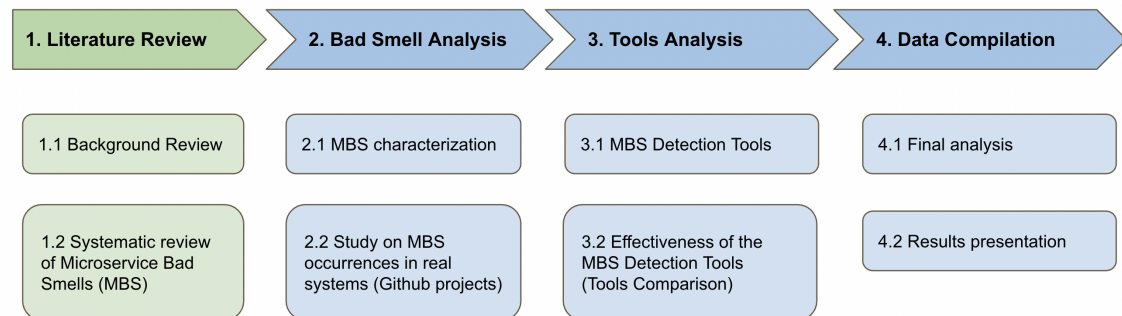 1. Literature Review
2. Bad Smell Analysis
3. Tools Analysis
4. Data Compilation
1.1 Background Review
2.1 MBS characterization
3.1 MBS Detection Tools
4.1 Final analysis
1.2 Systematic review
of Microservice Bad
Smells (MBS)
2.2 Study on MBS
occurrences in real
systems (Github projects)
3.2 Effectiveness of the
MBS Detection Tools
(Tools Comparison)
4.2 Results presentation